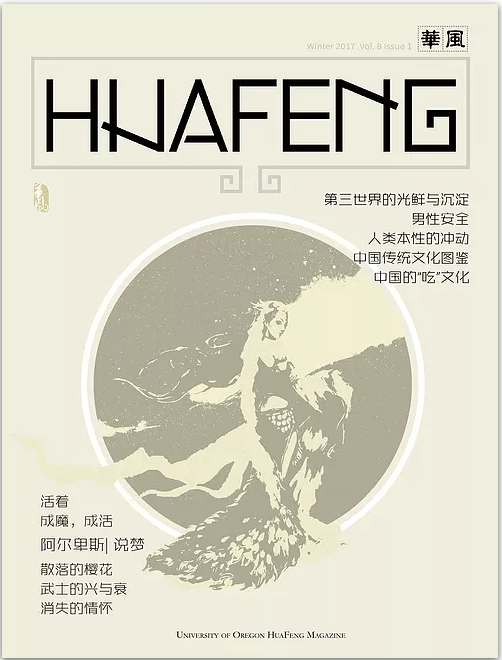 Winter 2017 Vol. 8 issue 1
華風
HUAFENG
第三世界的光鲜与沉淀
男性安全
人类本性的冲动
中国传统文化图鉴
中国的“吃”文化
活着
成魔，成活
阿尔卑斯| 说梦
散落的樱花
武士的兴与衰
消失的情怀
University of Oregon HuaFeng Magazine